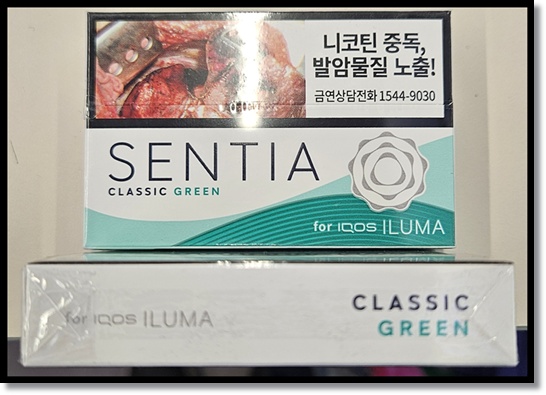 니코틴 중독,
발암물질 노출!
금연상담전화 1544-9030
SENTIA
CLASSIC GREEN
for IQOS ILUMA
for IQOS ILUMA
CLASSIC
GREEN